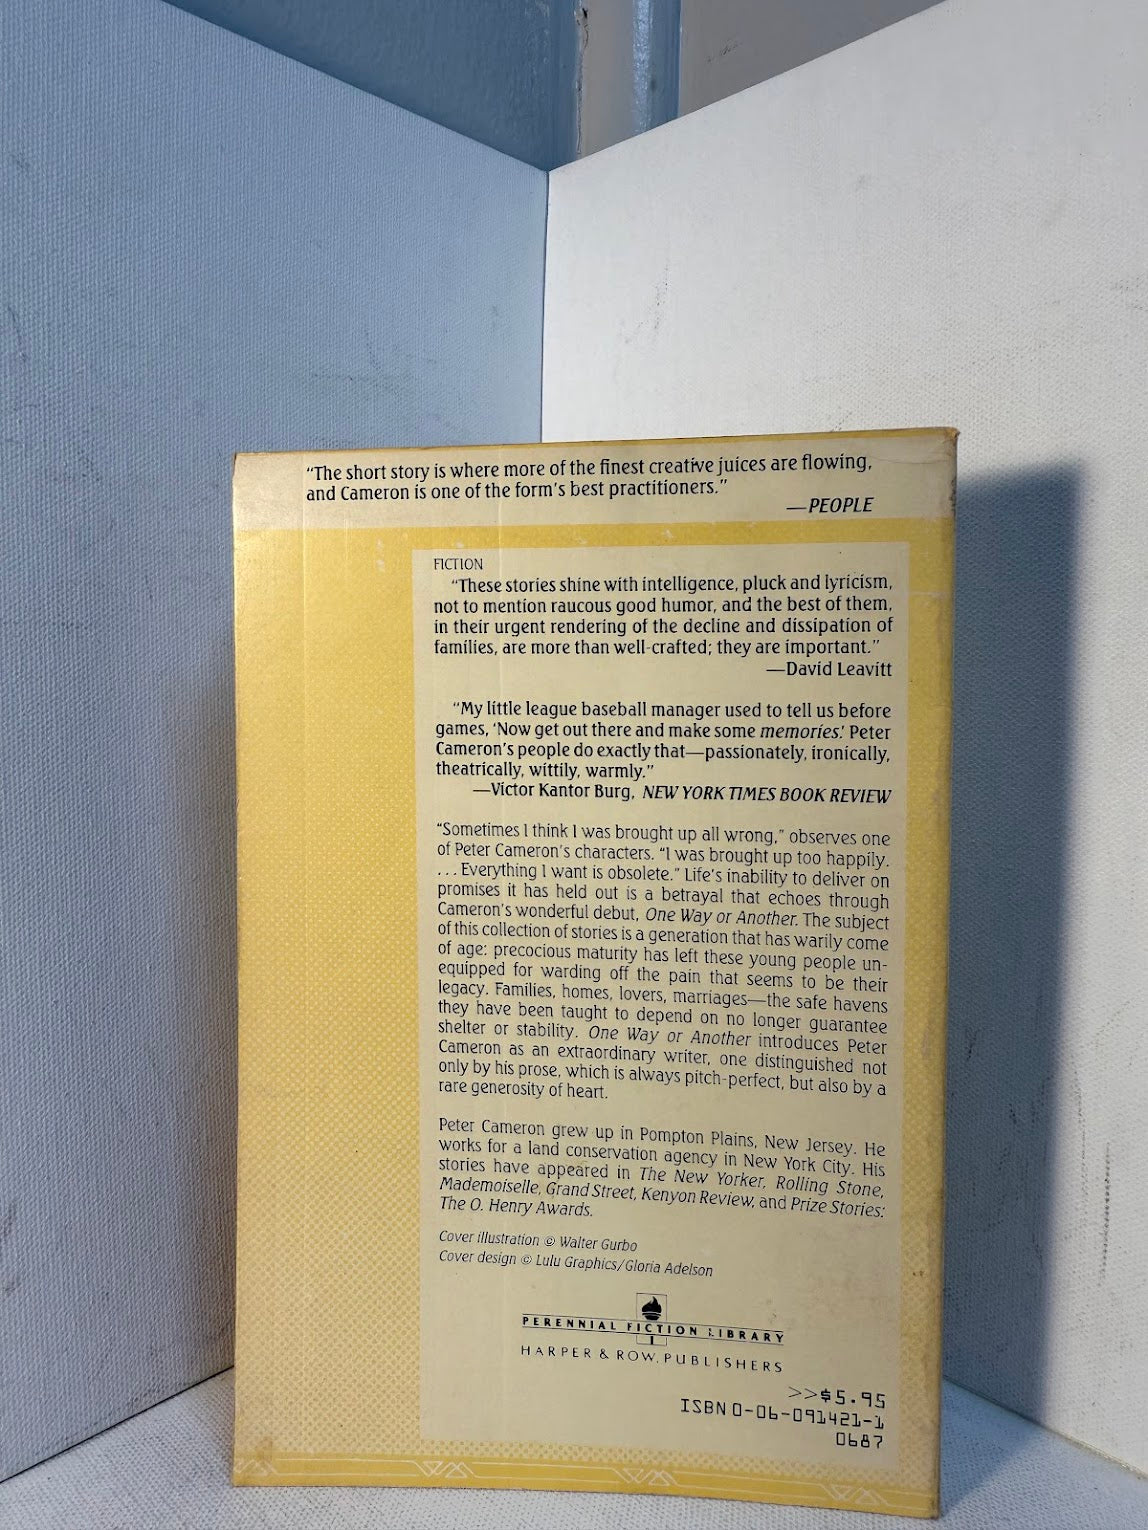 “The short story is where more of the finest creative juices are flowing,
and Cameron is one of the form's best practitioners.”
—PEOPLE
FICTION
“These stories shine with intelligence, pluck and lyricism,
not to mention raucous good humor, and the best of them,
in their urgent rendering of the decline and dissipation of
families, are more than well-crafted; they are important.”
—David Leavitt
“My little league baseball manager used to tell us before
games, ‘Now get out there and make some memories.’ Peter
Cameron's people do exactly that—passionately, ironically,
theatrically, wittily, warmly.”
—Victor Kantor Burg, NEW YORK TIMES BOOK REVIEW
“Sometimes I think I was brought up all wrong,” observes one
of Peter Cameron's characters. “I was brought up too happily.
. . . Everything I want is obsolete.” Life's inability to deliver on
promises it has held out is a betrayal that echoes through
Cameron's wonderful debut, One Way or Another. The subject
of this collection of stories is a generation that has warily come
of age: precocious maturity has left these young people un-
equipped for warding off the pain that seems to be their
legacy. Families, homes, lovers, marriages—the safe havens
they have been taught to depend on no longer guarantee
shelter or stability. One Way or Another introduces Peter
Cameron as an extraordinary writer, one distinguished not
only by his prose, which is always pitch-perfect, but also by a
rare generosity of heart.
Peter Cameron grew up in Pompton Plains, New Jersey. He
works for a land conservation agency in New York City. His
stories have appeared in The New Yorker, Rolling Stone,
Mademoiselle, Grand Street, Kenyon Review, and Prize Stories:
The O. Henry Awards.
Cover illustration © Walter Gurbo
Cover design © Lulu Graphics/Gloria Adelson
PERENNIAL FICTION LIBRARY
HARPER & ROW, PUBLISHERS
>>$5.95
ISBN 0-06-091421-1
0687